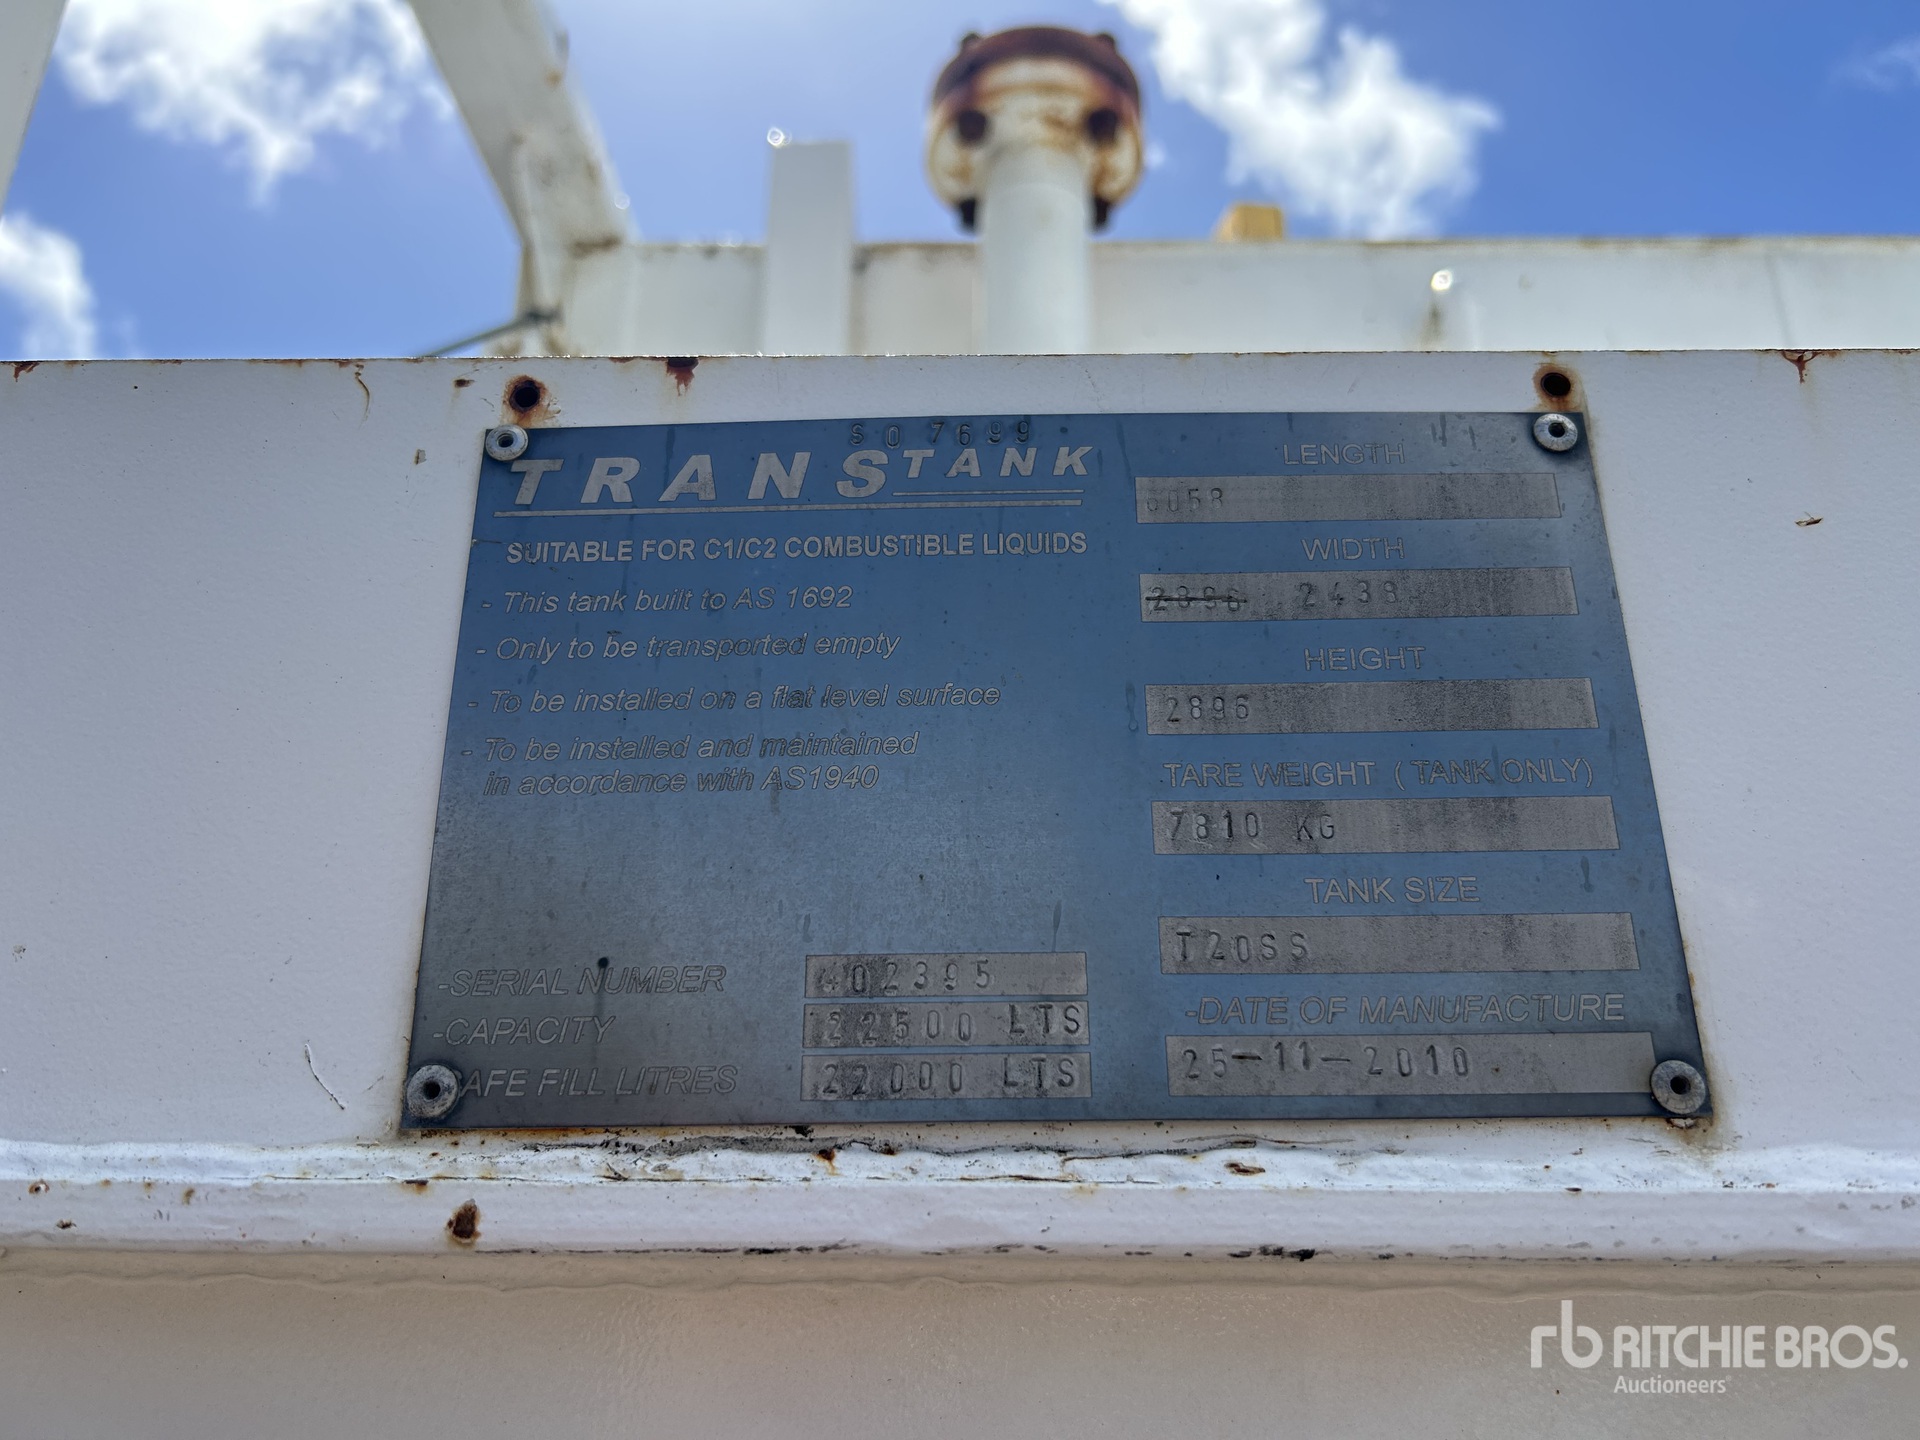 SO 7699
TRANSTANK
SUITABLE FOR C1/C2 COMBUSTIBLE LIQUIDS
- This tank built to AS 1692
- Only to be transported empty
- To be installed on a flat level surface
- To be installed and maintained
in accordance with AS1940
-SERIAL NUMBER 402395
-CAPACITY 22500 LTS
SAFE FILL LITRES 22000 LTS
LENGTH
6058
WIDTH
2896 2438
HEIGHT
2896
TARE WEIGHT ( TANK ONLY)
7810 KG
TANK SIZE
T20SS
-DATE OF MANUFACTURE
25-11-2010
rb RITCHIE BROS.
Auctioneers